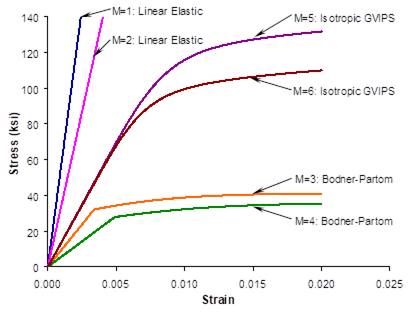 M=1: Linear Elastic
M=2: Linear Elastic
M=5: Isotropic GVIPS
M=6: Isotropic GVIPS
M=3: Bodner-Partom
M=4: Bodner-Partom
Stress (ksi)
140
120
100
80
60
40
20
0
0.000 0.005 0.010 0.015 0.020 0.025
Strain